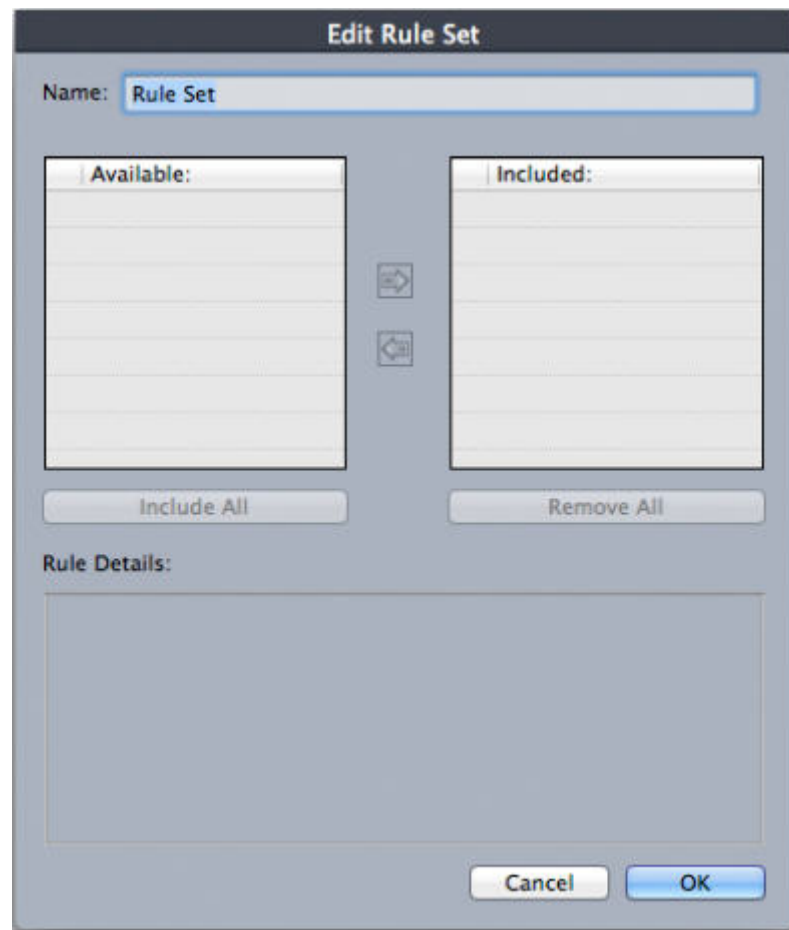 Edit Rule Set
Name: Rule Set
Available:
Included:
Include All
Remove All
Rule Details:
Cancel
OK